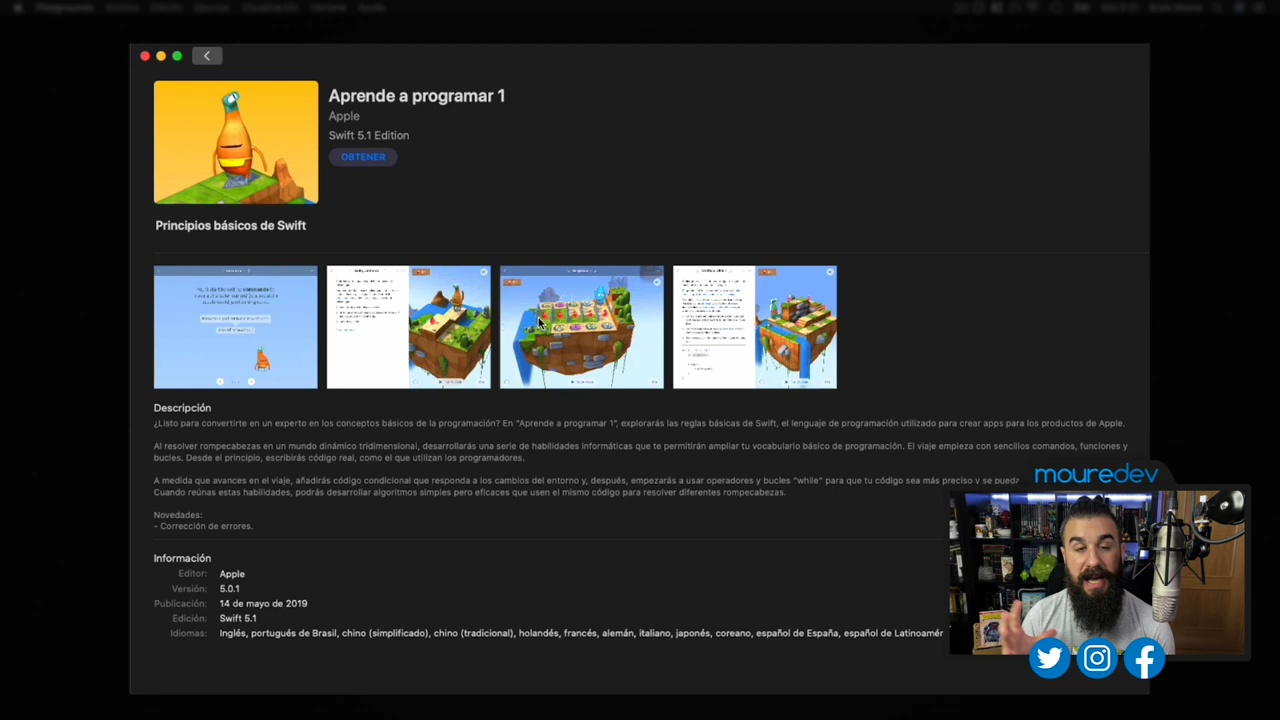 Aprende a programar 1
Apple
Swift 5.1 Edition
OBTENER
Principios básicos de Swift
Descripción
¿Listo para convertirte en un experto en los conceptos básicos de la programación? En "Aprende a programar 1", explorarás las reglas básicas de Swift, el lenguaje de programación utilizado para crear apps para los productos de Apple.
Al resolver rompecabezas en un mundo dinámico tridimensional, desarrollarás una serie de habilidades informáticas que te permitirán ampliar tu vocabulario básico de programación. El viaje empieza con sencillos comandos, funciones y
bucles. Desde el principio, escribirás código real, como el que utilizan los programadores.
A medida que avances en el viaje, añadirás código condicional que responda a los cambios del entorno y, después, empezarás a usar operadores y bucles "while" para que tu código sea más preciso y se pueda
Cuando reúnas estas habilidades, podrás desarrollar algoritmos simples pero eficaces que usen el mismo código para resolver diferentes rompecabezas.
Novedades:
- Corrección de errores.
Información
Editor: Apple
Versión: 5.0.1
Publicación: 14 de mayo de 2019
Edición: Swift 5.1
Idiomas: Inglés, portugués de Brasil, chino (simplificado), chino (tradicional), holandés, francés, alemán, italiano, japonés, coreano, español de España, español de Latinoamér
mouredev